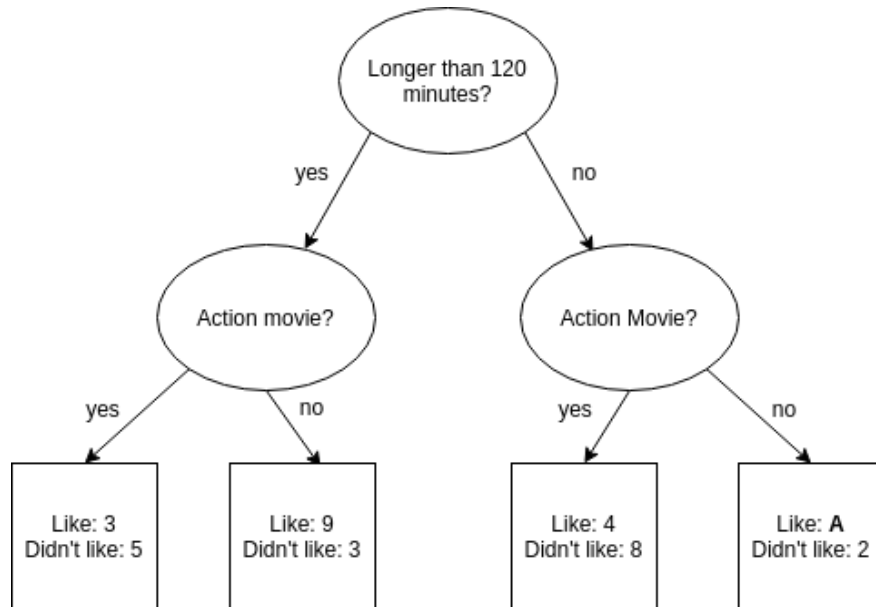 Longer than 120
minutes?
yes
no
Action movie?
Action Movie?
yes
no
yes
no
Like: 3
Didn't like: 5
Like: 9
Didn't like: 3
Like: 4
Didn't like: 8
Like: A
Didn't like: 2